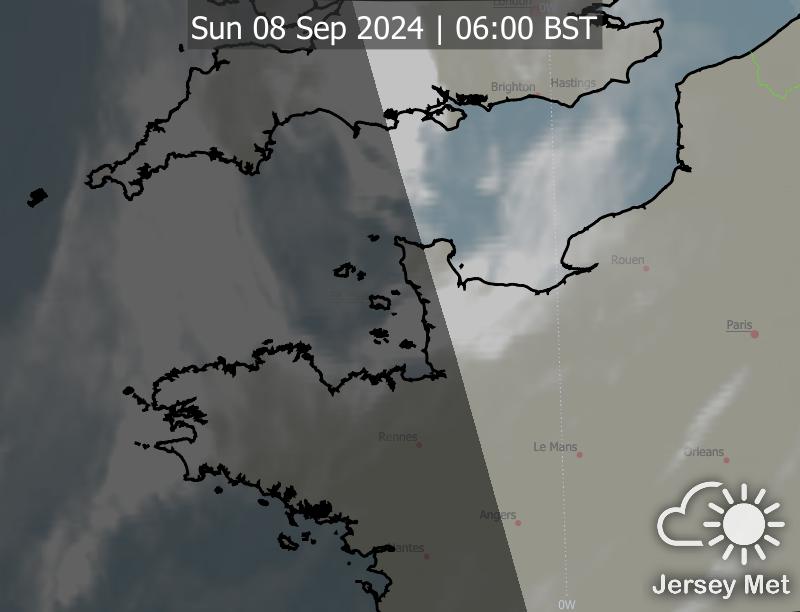 London
0W
Sun 08 Sep 2024 | 06:00 BST
Brighton
Hastings
Rouen
Paris
Rennes
Le Mans
Orleans
Angers
Nantes
Jersey Met
0W